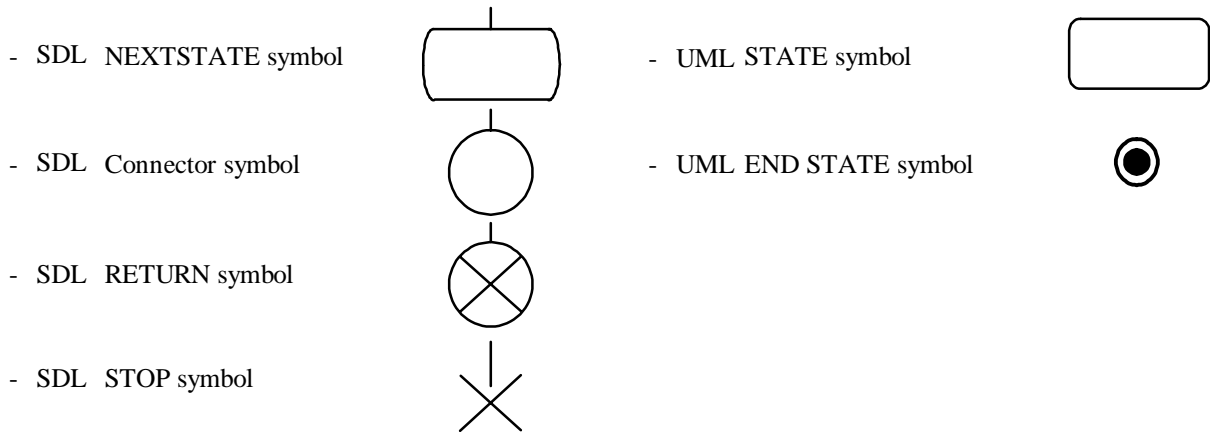 - SDL NEXTSTATE symbol
- UML STATE symbol
- SDL Connector symbol
- UML END STATE symbol
- SDL RETURN symbol
- SDL STOP symbol